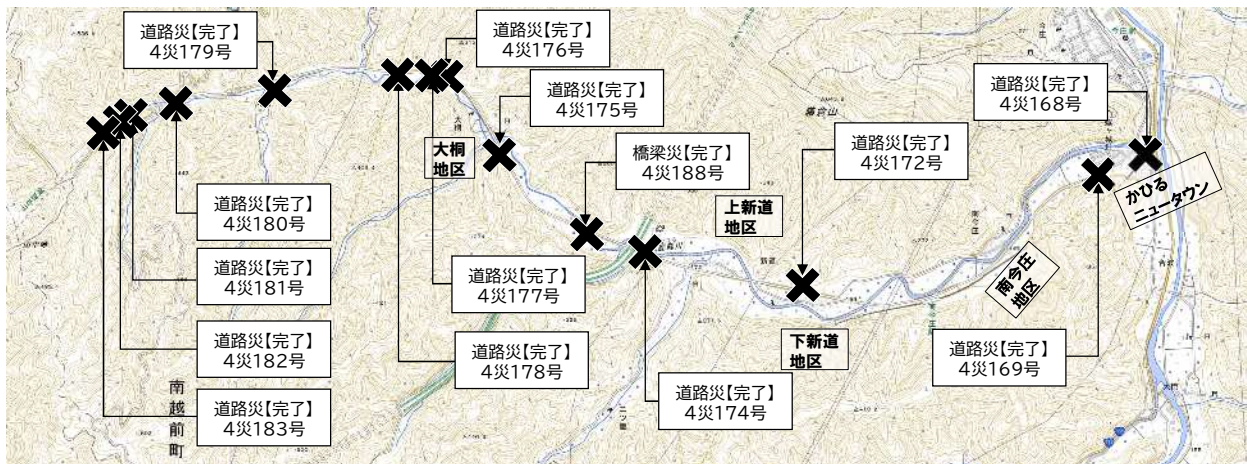 道路災【完了】
4災179号
道路災【完了】
4災176号
道路災【完了】
4災175号
道路災【完了】
4災168号
橋梁災【完了】
4災188号
道路災【完了】
4災172号
大桐
地区
上新道
地区
かひる
ニュータウン
道路災【完了】
4災180号
道路災【完了】
4災181号
道路災【完了】
4災177号
南今庄
地区
下新道
地区
道路災【完了】
4災182号
道路災【完了】
4災178号
道路災【完了】
4災169号
道路災【完了】
4災174号
道路災【完了】
4災183号
南越前町